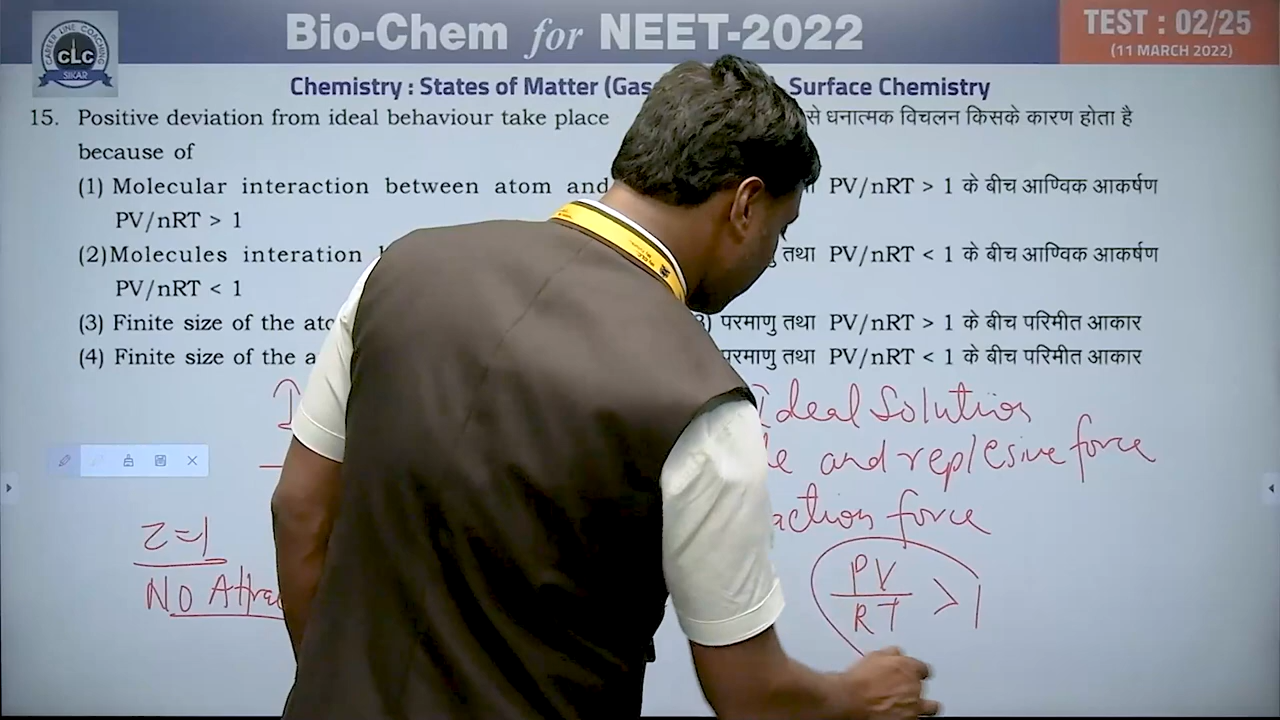 CAREER LINE COACHING
CLC
SIKAR
Bio-Chem for NEET-2022
TEST : 02/25
(11 MARCH 2022)
Chemistry : States of Matter (Gas
Surface Chemistry
15. Positive deviation from ideal behaviour take place
because of
(1) Molecular interaction between atom and
PV/nRT > 1
(2)Molecules interation
PV/nRT < 1
(3) Finite size of the
(4) Finite size of the
से धनात्मक विचलन किसके कारण होता है
PV/nRT > 1 के बीच आण्विक आकर्षण
तथा PV/nRT < 1 के बीच आण्विक आकर्षण
परमाणु तथा PV/nRT > 1 के बीच परिमीत आकार
तथा PV/nRT < 1 के बीच परिमीत आकार
Ideal Solution
and replesive force
action force
z=1
No Attrac
PV/RT > 1